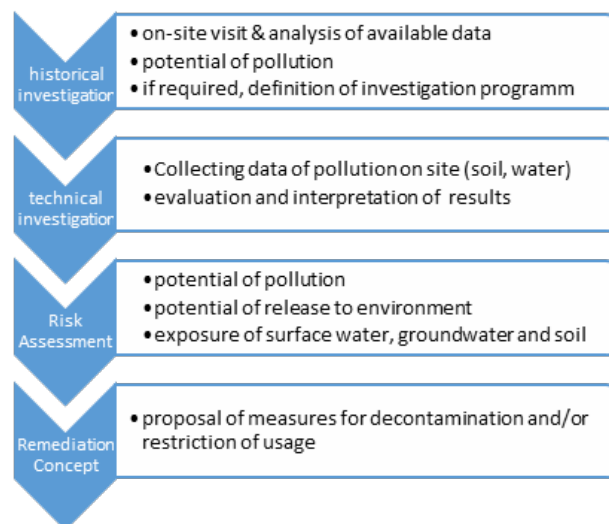 historical
investigation
• on-site visit & analysis of available data
• potential of pollution
• if required, definition of investigation programm
technical
investigation
• Collecting data of pollution on site (soil, water)
• evaluation and interpretation of results
Risk
Assessment
• potential of pollution
• potential of release to environment
• exposure of surface water, groundwater and soil
Remediation
Concept
• proposal of measures for decontamination and/or
restriction of usage